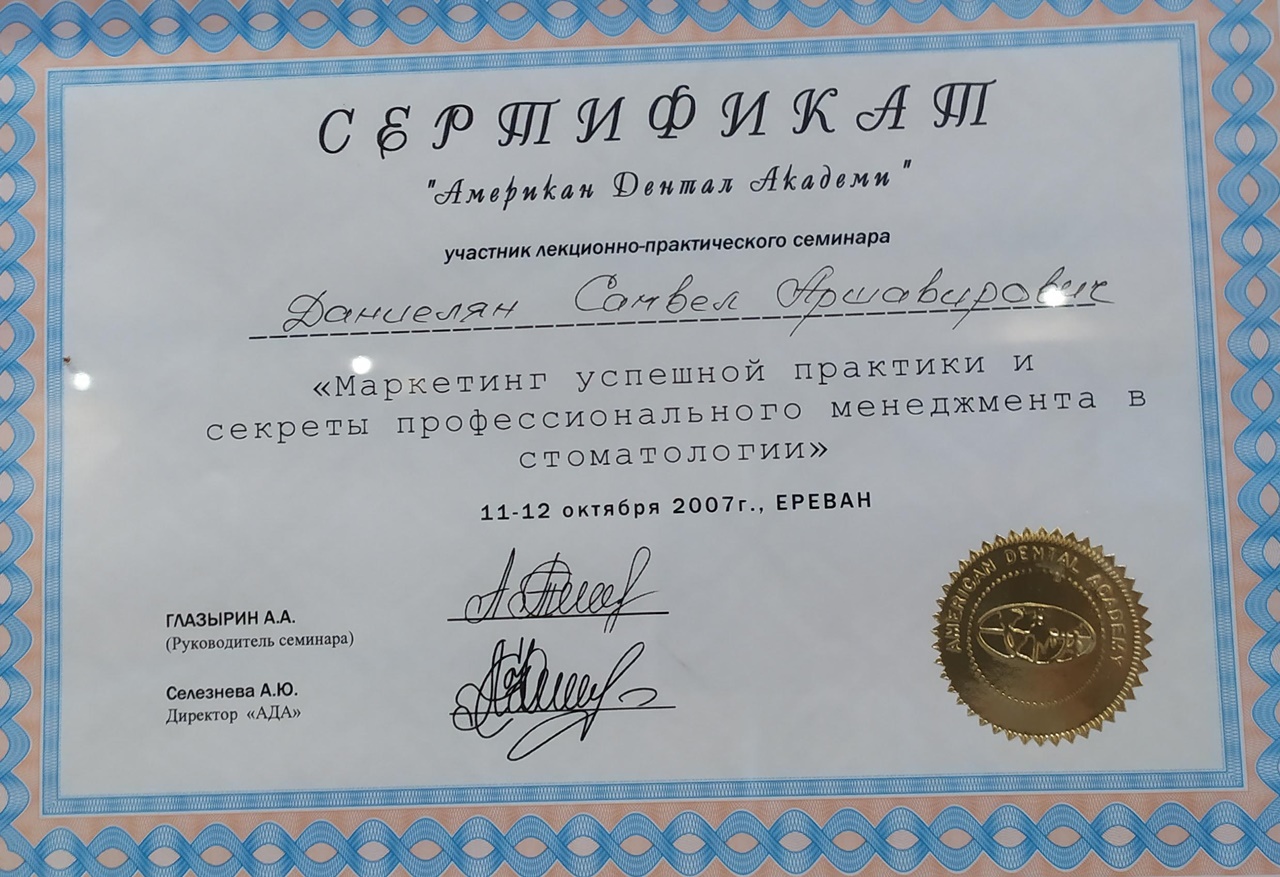 СЕРТИФИКАТ
"Американ Дентал Академи"
участник лекционно-практического семинара
Даниелян Самвел Аршавирович
«Маркетинг успешной практики и
секреты профессионального менеджмента в
стоматологии»
11-12 октября 2007г., ЕРЕВАН
ГЛАЗЫРИН А.А.
(Руководитель семинара)
Селезнева А.Ю.
Директор «АДА»
AMERICAN DENTAL ACADEMY